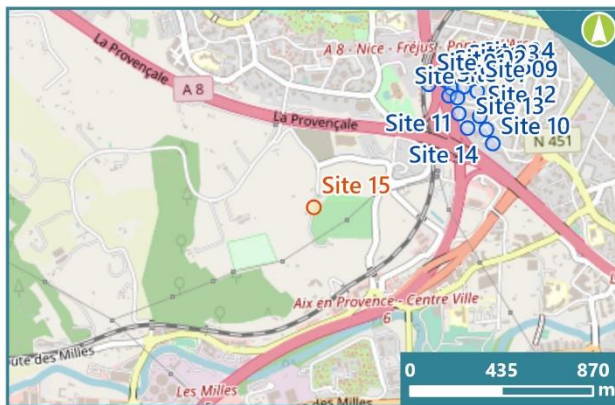 La Provençale
A 8
A 8 - Nice - Fréjus
Site 09
Site 12
Site 13
La Provençale
Site 11
Site 10
Site 14
N 451
Site 15
Aix en Provence - Centre Ville
6
Route des Milles
Les Milles
0 435 870
m